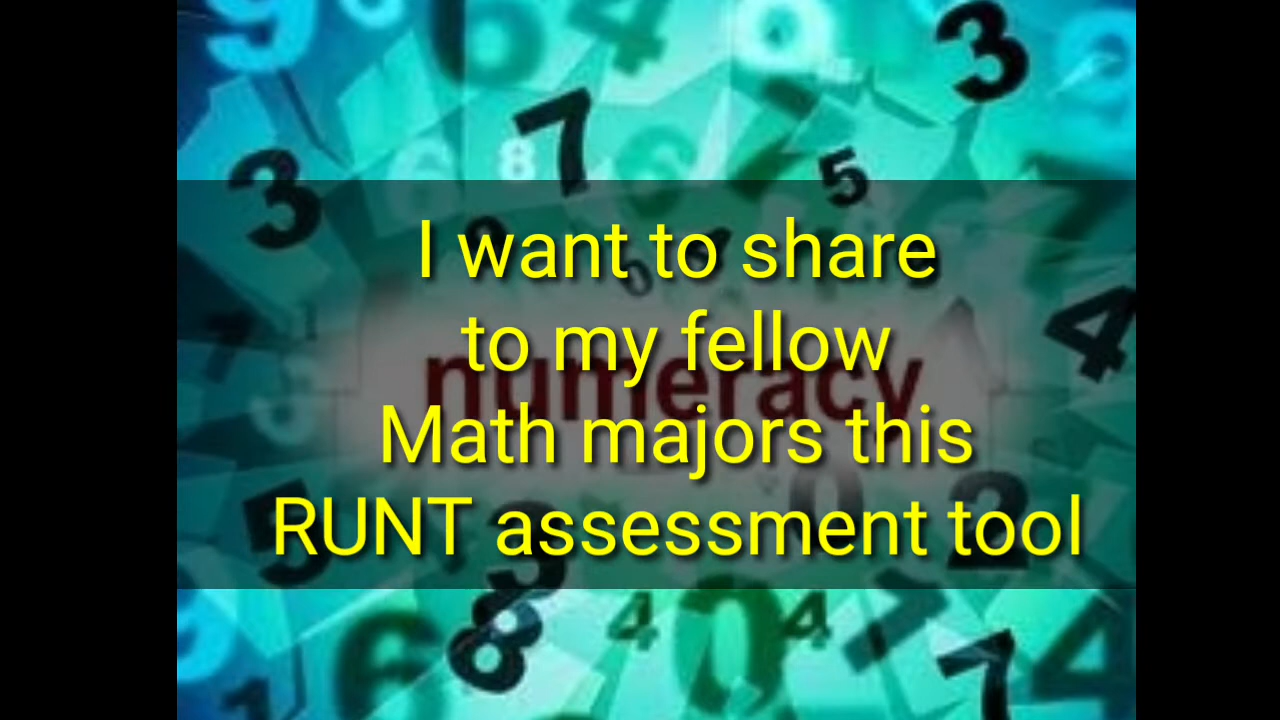 I want to share
to my fellow
numeracy
Math majors this
RUNT assessment tool